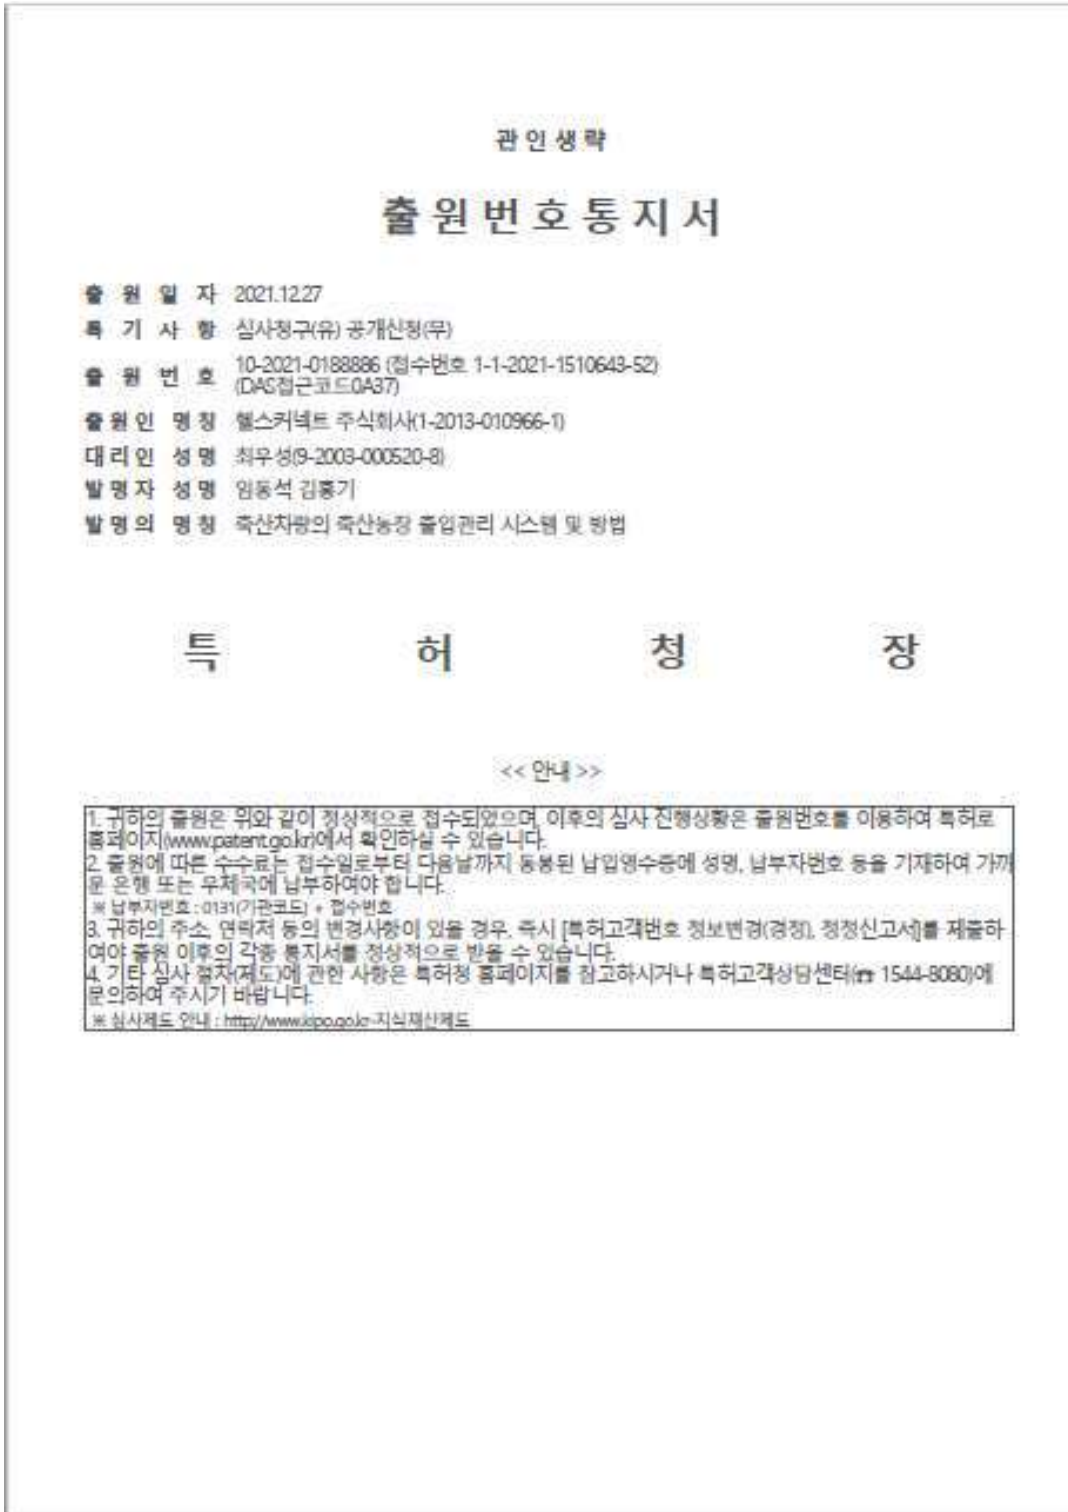 관 인 생 략
출 원 번 호 통 지 서
출 원 일 자 2021.12.27
특 기 사 항 심사청구(유) 공개신청(무)
출 원 번 호 10-2021-0188886 (접수번호 1-1-2021-1510643-52)
(DAS접근코드0A37)
출 원 인 명 칭 헬스커넥트 주식회사(1-2013-010966-1)
대 리 인 성 명 최우성(9-2003-000520-8)
발 명 자 성 명 임동석 김홍기
발 명 의 명 칭 축산차량의 축산농장 출입관리 시스템 및 방법
특 허 청 장
<< 안내 >>
1. 귀하의 출원은 위와 같이 정상적으로 접수되었으며, 이후의 심사 진행상황은 출원번호를 이용하여 특허로
홈페이지(www.patent.go.kr)에서 확인하실 수 있습니다.
2. 출원에 따른 수수료는 접수일로부터 다음날까지 동봉된 납입영수증에 성명, 납부자번호 등을 기재하여 가까
운 은행 또는 우체국에 납부하여야 합니다.
※ 납부자번호 : 0131(기관코드) + 접수번호
3. 귀하의 주소, 연락처 등의 변경사항이 있을 경우, 즉시 [특허고객번호 정보변경(경정), 정정신고서]를 제출하
여야 출원 이후의 각종 통지서를 정상적으로 받을 수 있습니다.
4. 기타 심사 절차(제도)에 관한 사항은 특허청 홈페이지를 참고하시거나 특허고객상담센터(☎ 1544-8080)에
문의하여 주시기 바랍니다.
※ 심사제도 안내 : http://www.kipo.go.kr-지식재산제도